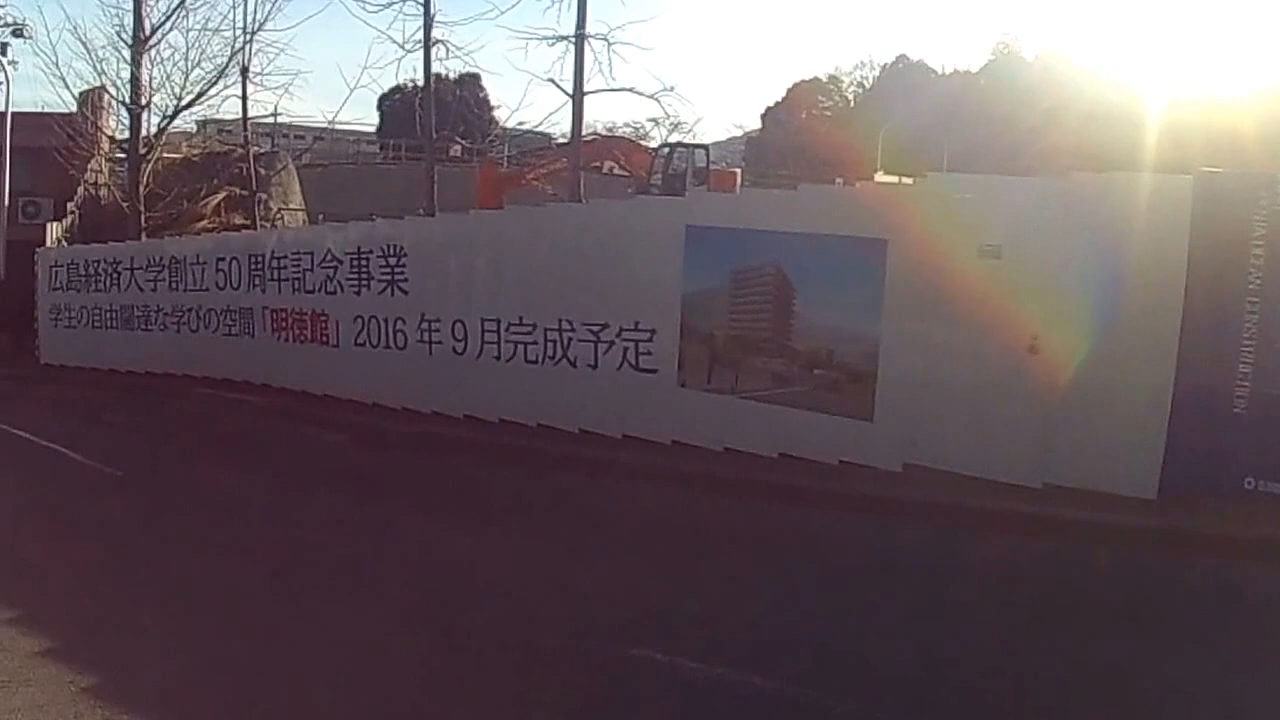 広島経済大学創立50周年記念事業
学生の自由闊達な学びの空間「明徳館」2016年9月完成予定